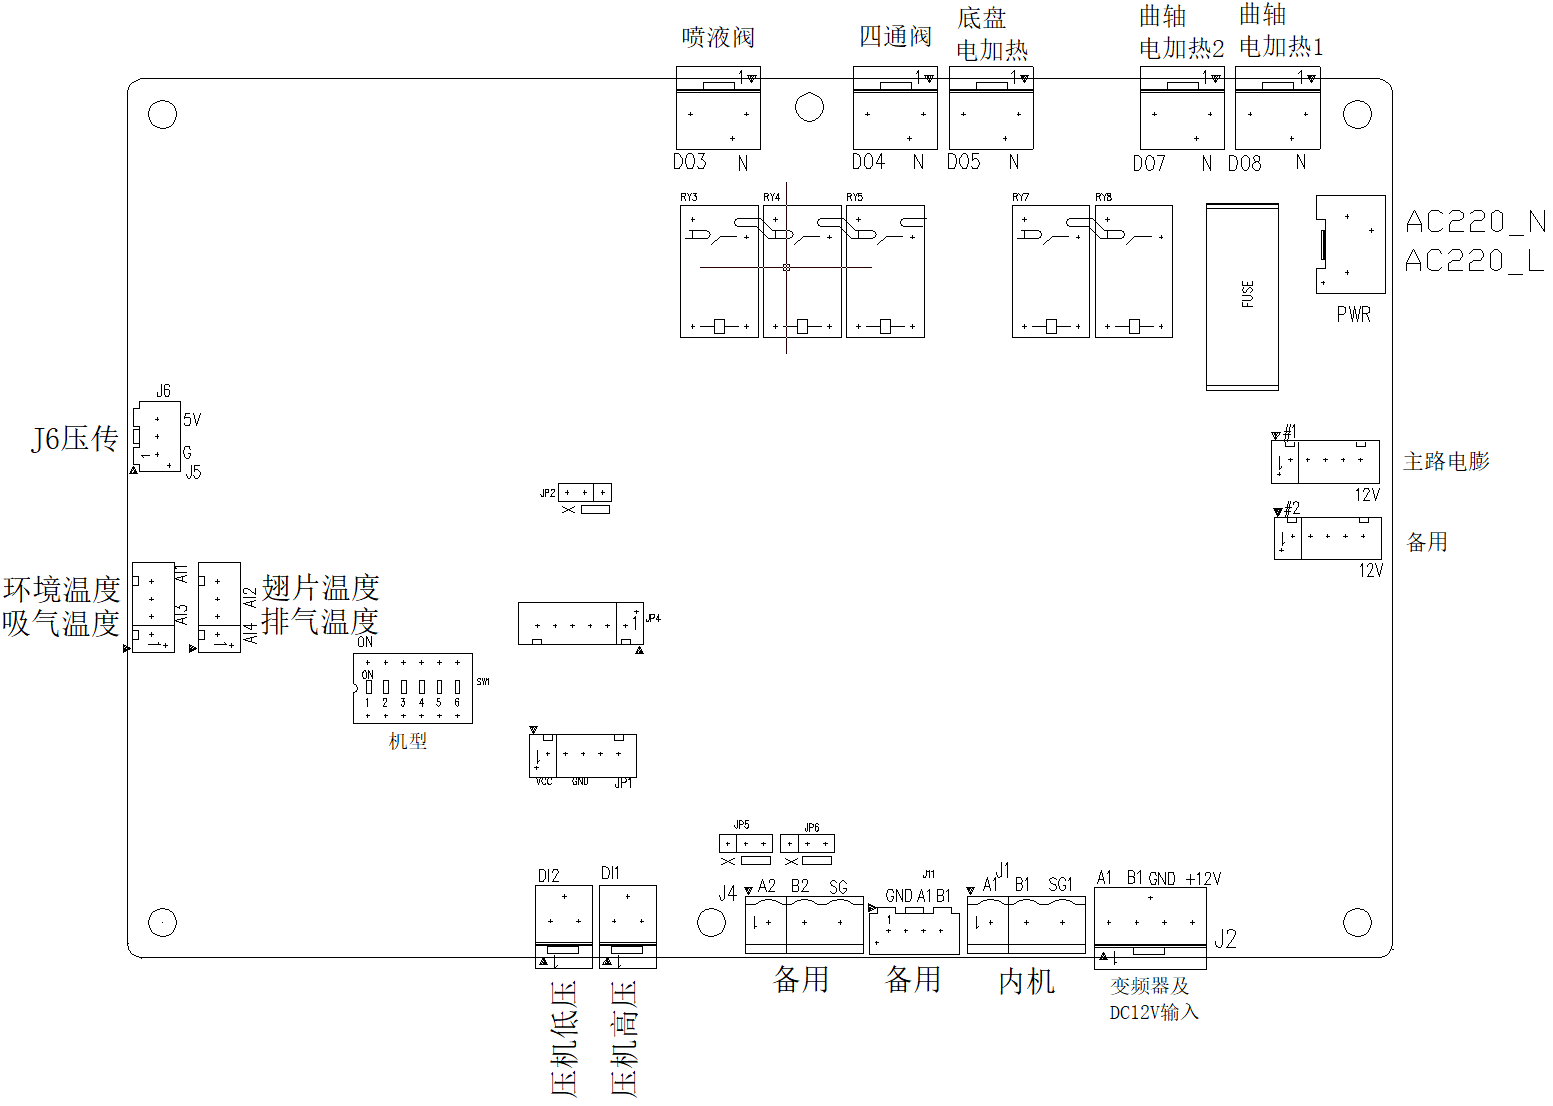 喷液阀
四通阀
底盘
电加热
曲轴
电加热2
曲轴
电加热1
1
1
1
1
1
DO3 N
DO4 N
DO5 N
DO7 N
DO8 N
RY3
RY4
RY5
RY7
RY8
FUSE
AC220_N
AC220_L
PWR
J6
5V
J6压传
1
G
J5
#1
主路电膨
12V
#2
备用
12V
JP2
环境温度
吸气温度
AI1
AI3
AI2
AI4
翅片温度
排气温度
1
JP4
ON
ON
1 2 3 4 5 6
SW1
机型
VCC GND JP1
JP5
JP6
DI2
DI1
压机低压
压机高压
J4
A2 B2 SG
备用
J11
GND A1 B1
1
备用
J1
A1 B1 SG1
内机
A1 B1 GND +12V
J2
变频器及
DC12V输入